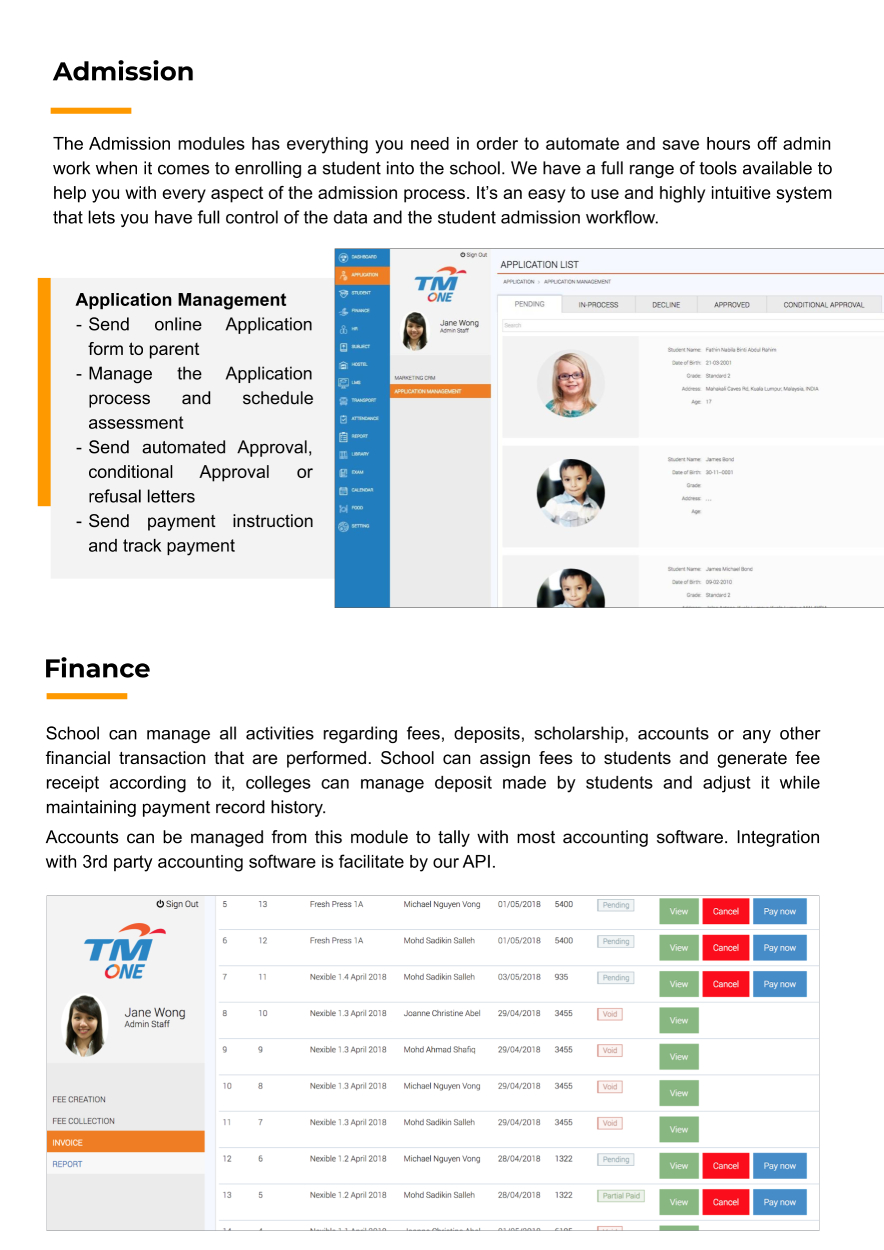 Admission
The Admission modules has everything you need in order to automate and save hours off admin
work when it comes to enrolling a student into the school. We have a full range of tools available to
help you with every aspect of the admission process. It's an easy to use and highly intuitive system
that lets you have full control of the data and the student admission workflow.
Application Management
- Send online Application
form to parent
- Manage the Application
process and schedule
assessment
- Send automated Approval,
conditional Approval or
refusal letters
- Send payment instruction
and track payment
DASHBOARD
APPLICATION
STUDENT
FINANCE
HR
SUBJECT
HOSTEL
LMS
TRANSPORT
ATTENDANCE
REPORT
LIBRARY
EXAM
CALENDAR
FOOD
SETTING
Sign Out
TM
ONE
Jane Wong
Admin Staff
MARKETING CRM
APPLICATION MANAGEMENT
APPLICATION LIST
APPLICATION > APPLICATION MANAGEMENT
PENDING IN-PROCESS DECLINE APPROVED CONDITIONAL APPROVAL
Search
Student Name: Fathin Nabila Binti Abdul Rahim
Date of Birth: 21-03-2001
Grade: Standard 2
Address: Mahakali Caves Rd, Kuala Lumpur, Malaysia, INDIA
Age: 17
Student Name: James Bond
Date of Birth: 30-11--0001
Grade:
Address: , , ,
Age:
Student Name: James Michael Bond
Date of Birth: 09-02-2010
Grade: Standard 2
Finance
School can manage all activities regarding fees, deposits, scholarship, accounts or any other
financial transaction that are performed. School can assign fees to students and generate fee
receipt according to it, colleges can manage deposit made by students and adjust it while
maintaining payment record history.
Accounts can be managed from this module to tally with most accounting software. Integration
with 3rd party accounting software is facilitate by our API.
Sign Out
TM
ONE
Jane Wong
Admin Staff
FEE CREATION
FEE COLLECTION
INVOICE
REPORT
5 13 Fresh Press 1A Michael Nguyen Vong 01/05/2018 5400 Pending View Cancel Pay now
6 12 Fresh Press 1A Mohd Sadikin Salleh 01/05/2018 5400 Pending View Cancel Pay now
7 11 Nexible 1.4 April 2018 Mohd Sadikin Salleh 03/05/2018 935 Pending View Cancel Pay now
8 10 Nexible 1.3 April 2018 Joanne Christine Abel 29/04/2018 3455 Void View
9 9 Nexible 1.3 April 2018 Mohd Ahmad Shafiq 29/04/2018 3455 Void View
10 8 Nexible 1.3 April 2018 Michael Nguyen Vong 29/04/2018 3455 Void View
11 7 Nexible 1.3 April 2018 Mohd Sadikin Salleh 29/04/2018 3455 Void View
12 6 Nexible 1.2 April 2018 Michael Nguyen Vong 28/04/2018 1322 Pending View Cancel Pay now
13 5 Nexible 1.2 April 2018 Mohd Sadikin Salleh 28/04/2018 1322 Partial Paid View Cancel Pay now